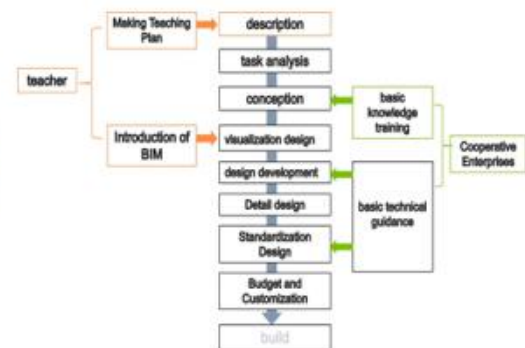 Making Teaching
Plan
description
teacher
task analysis
conception
basic
knowledge
training
Introduction of
BIM
visualization design
Cooperative
Enterprises
design development
basic technical
guidance
Detail design
Standardization
Design
Budget and
Customization
build